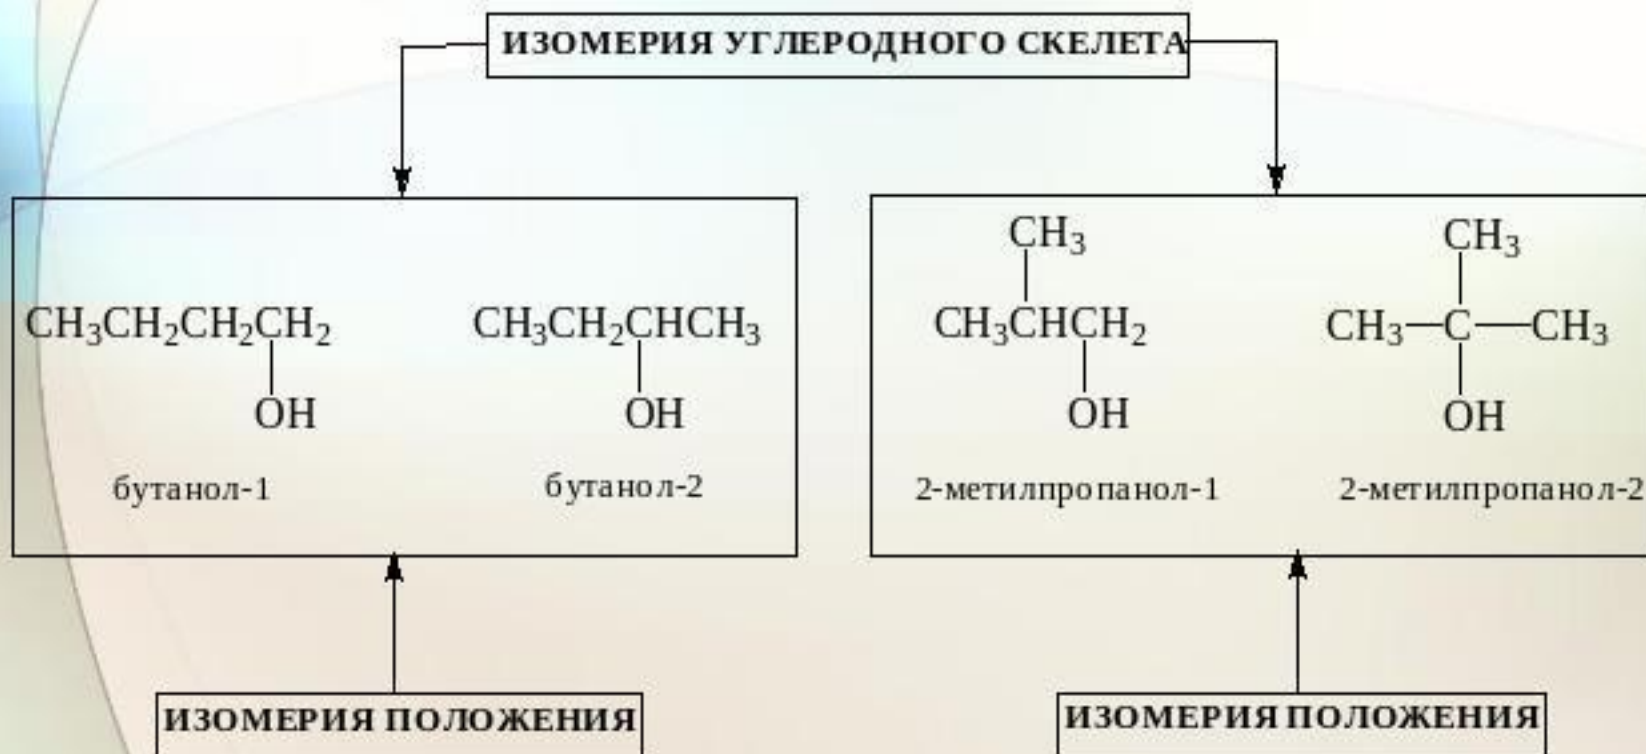 ИЗОМЕРИЯ УГЛЕРОДНОГО СКЕЛЕТА
CH₃CH₂CH₂CH₂
OH
бутанол-1
CH₃CH₂CHCH₃
OH
бутанол-2
CH₃
CH₃CHCH₂
OH
2-метилпропанол-1
CH₃
CH₃—C—CH₃
OH
2-метилпропанол-2
ИЗОМЕРИЯ ПОЛОЖЕНИЯ
ИЗОМЕРИЯ ПОЛОЖЕНИЯ